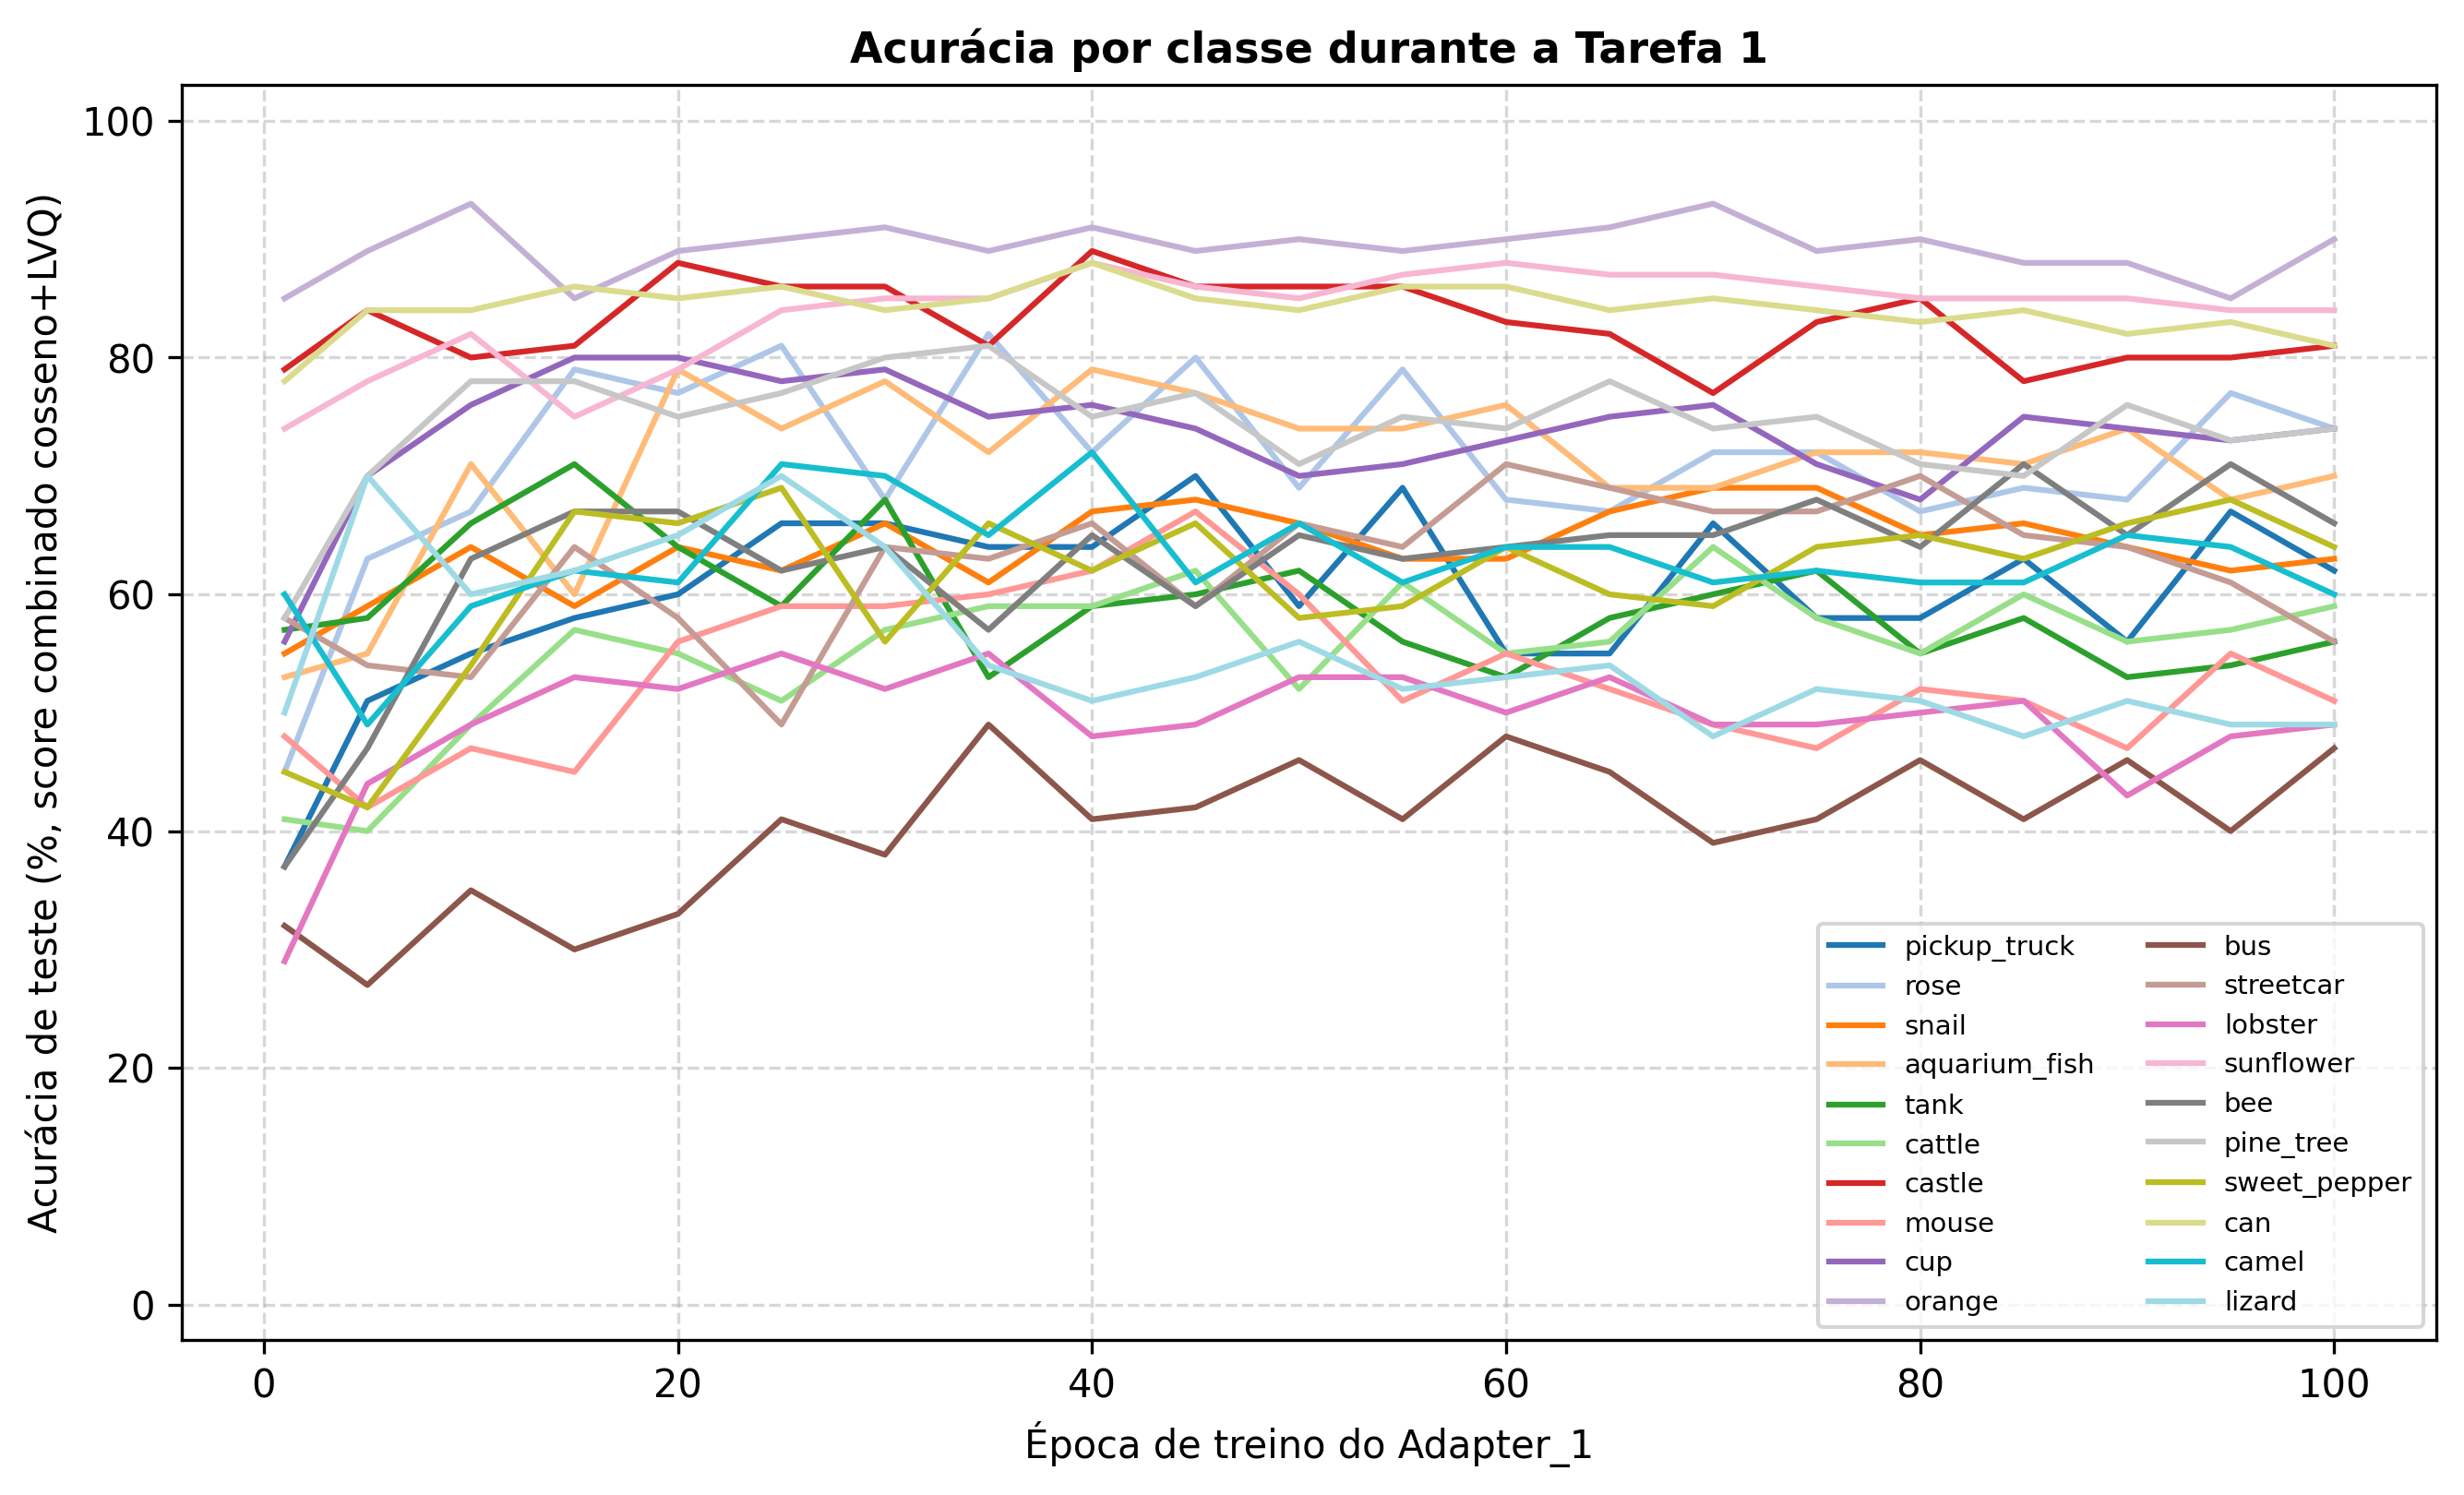 Acurácia por classe durante a Tarefa 1
Acurácia de teste (%, score combinado cosseno+LVQ)
100
80
60
40
20
0
0
20
40
60
80
100
Época de treino do Adapter_1
pickup_truck
rose
snail
aquarium_fish
tank
cattle
castle
mouse
cup
orange
bus
streetcar
lobster
sunflower
bee
pine_tree
sweet_pepper
can
camel
lizard